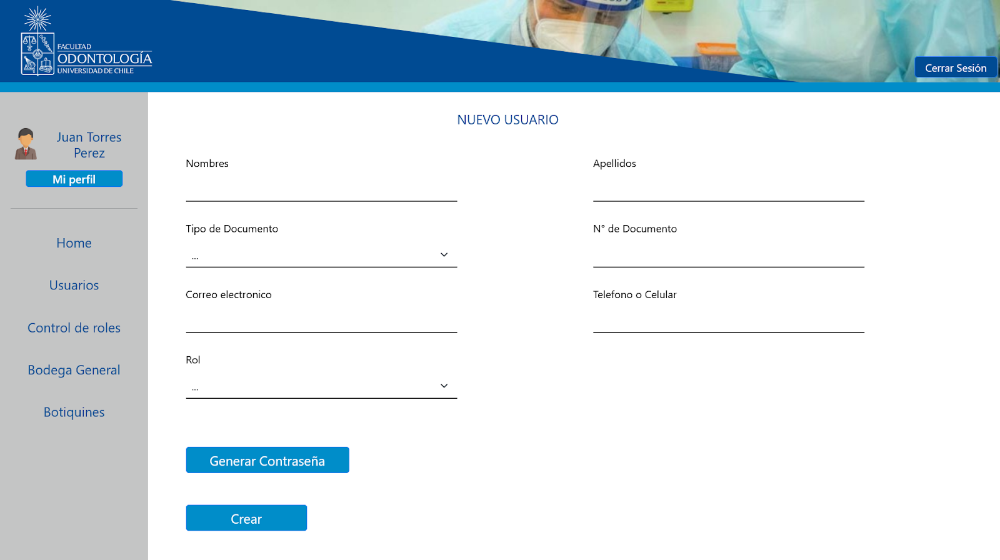 FACULTAD
ODONTOLOGÍA
UNIVERSIDAD DE CHILE
Cerrar Sesión
Juan Torres
Perez
Mi perfil
Home
Usuarios
Control de roles
Bodega General
Botiquines
NUEVO USUARIO
Nombres
Apellidos
Tipo de Documento
...
N° de Documento
Correo electronico
Telefono o Celular
Rol
...
Generar Contraseña
Crear